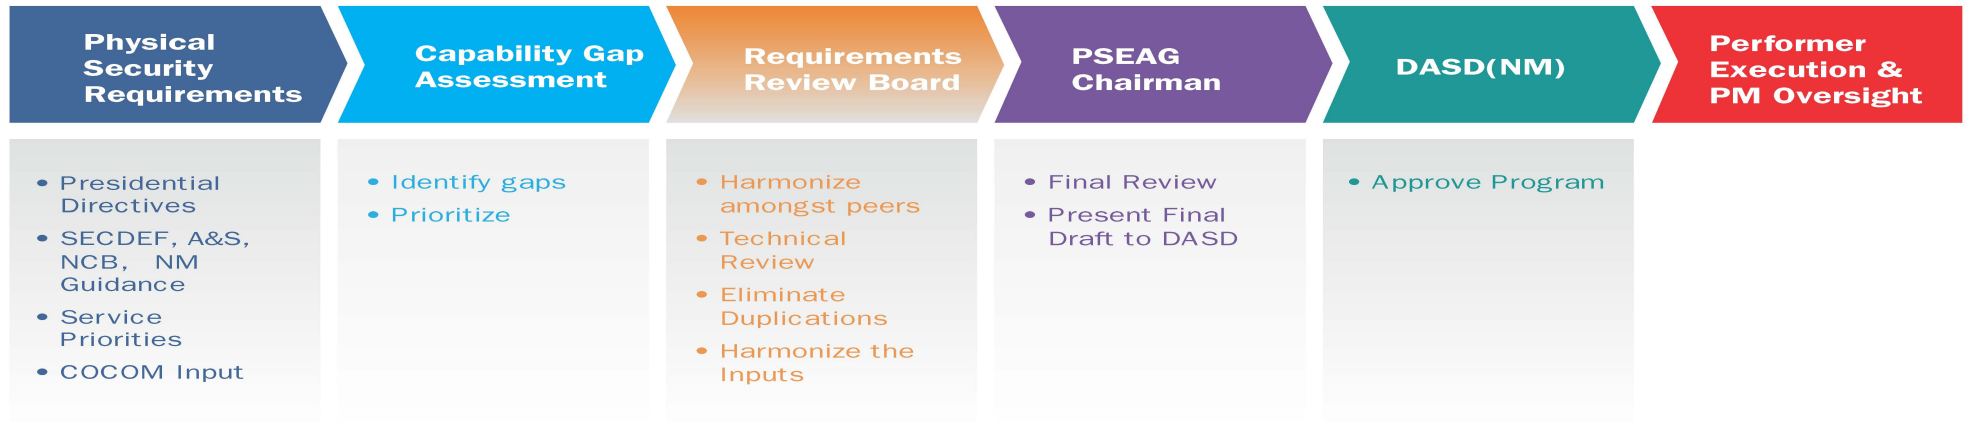 Physical
Security
Requirements
Capability Gap
Assessment
Requirements
Review Board
PSEAG
Chairman
DASD(NM)
Performer
Execution &
PM Oversight
• Presidential
Directives
• SECDEF, A&S,
NCB, NM
Guidance
• Service
Priorities
• COCOM Input
• Identify gaps
• Prioritize
• Harmonize
amongst peers
• Technical
Review
• Eliminate
Duplications
• Harmonize the
Inputs
• Final Review
• Present Final
Draft to DASD
• Approve Program